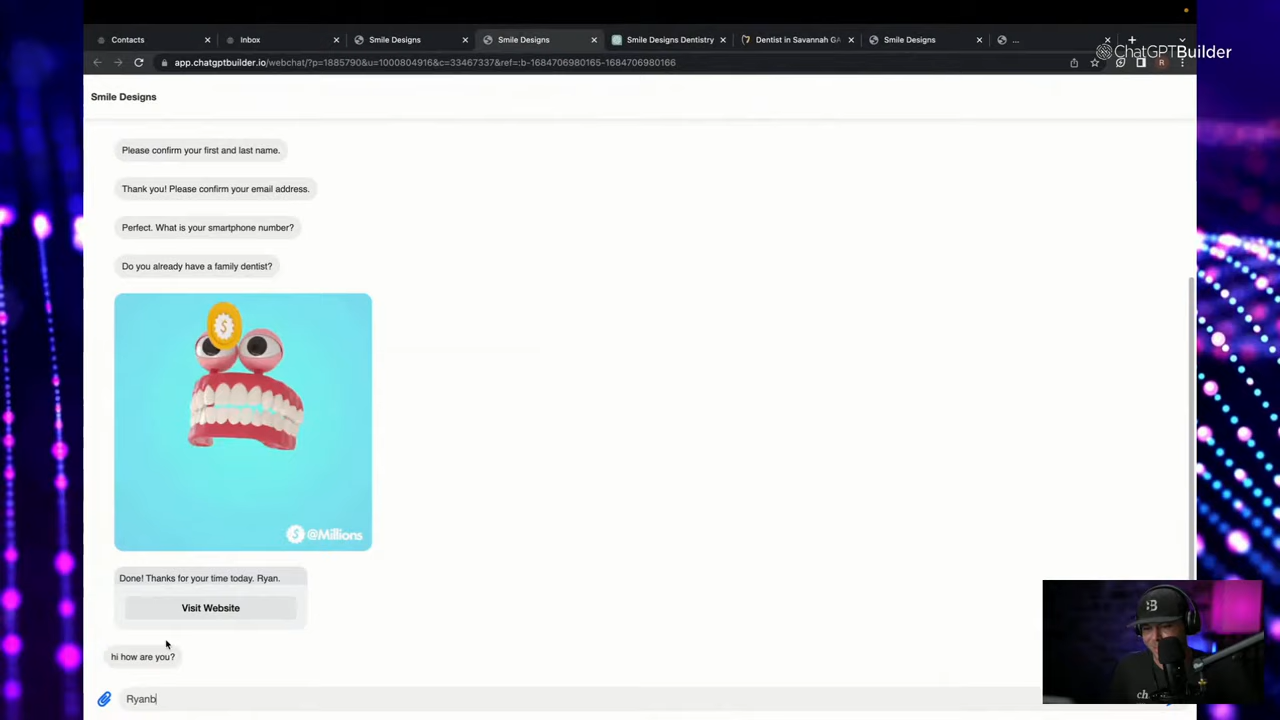 Contacts
Inbox
Smile Designs
Smile Designs
Smile Designs Dentistry
Dentist in Savannah GA
Smile Designs
...
ChatGPTBuilder
app.chatgptbuilder.io/webchat/?p=1885790&u=1000804916&c=33467337&ref=:b-1684706980165-1684706980166
R
Smile Designs
Please confirm your first and last name.
Thank you! Please confirm your email address.
Perfect. What is your smartphone number?
Do you already have a family dentist?
$
$ @Millions
Done! Thanks for your time today. Ryan.
Visit Website
hi how are you?
Ryanb
B
ch